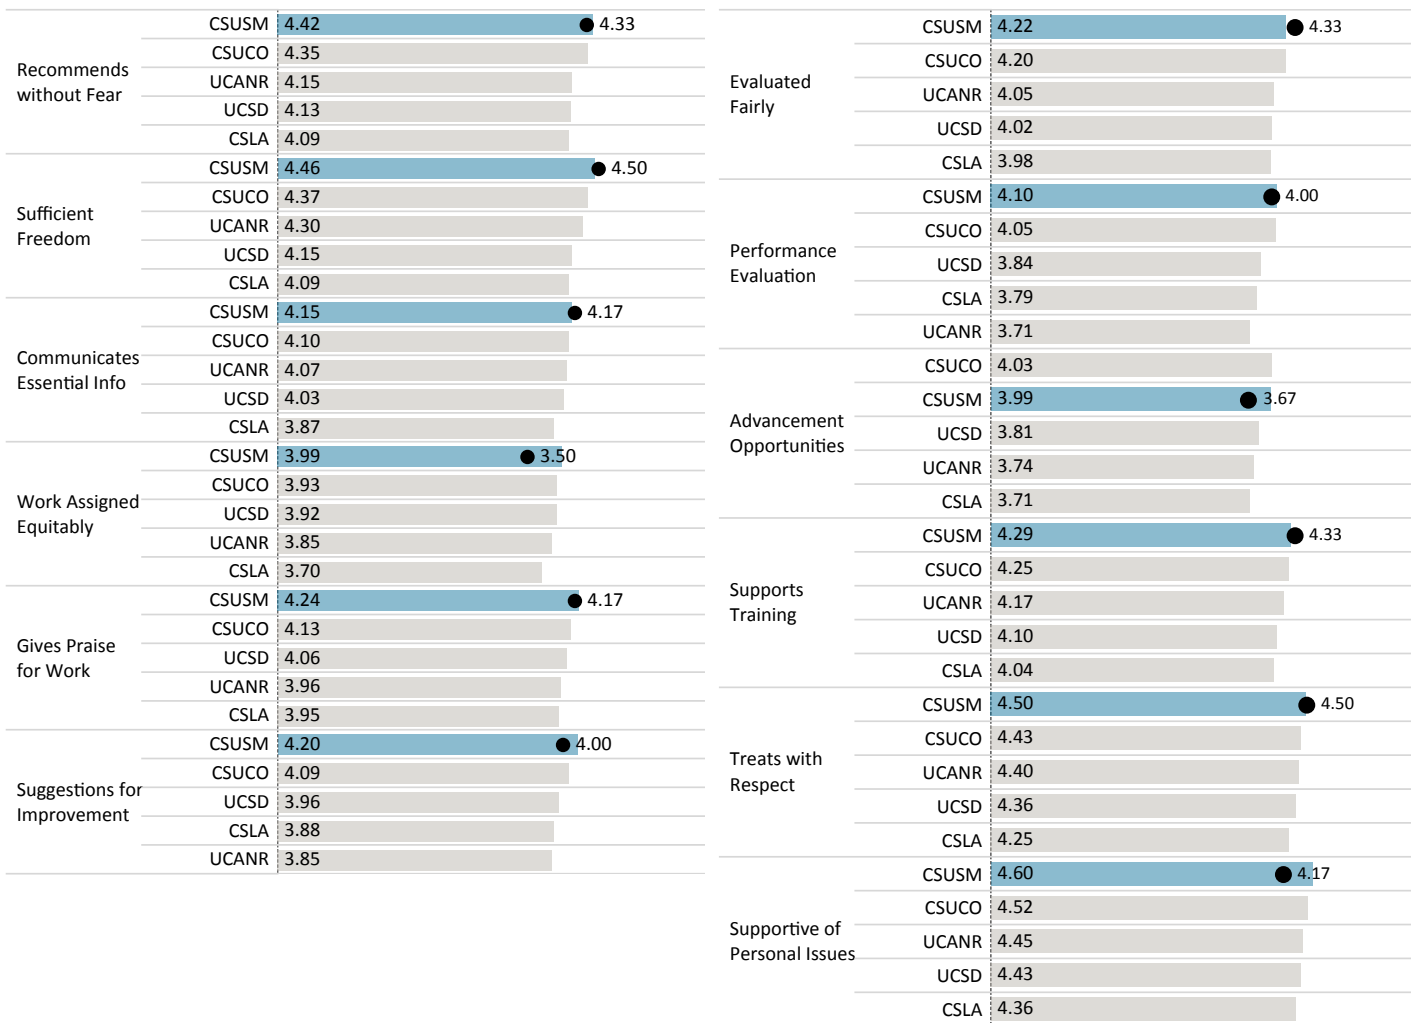 CSUSM 4.42 4.33
CSUCO 4.35
Recommends
without Fear
UCANR 4.15
UCSD 4.13
CSLA 4.09
CSUSM 4.46 4.50
CSUCO 4.37
Sufficient
Freedom
UCANR 4.30
UCSD 4.15
CSLA 4.09
CSUSM 4.15 4.17
CSUCO 4.10
Communicates
Essential Info
UCANR 4.07
UCSD 4.03
CSLA 3.87
CSUSM 3.99 3.50
CSUCO 3.93
Work Assigned
Equitably
UCSD 3.92
UCANR 3.85
CSLA 3.70
CSUSM 4.24 4.17
CSUCO 4.13
Gives Praise
for Work
UCSD 4.06
UCANR 3.96
CSLA 3.95
CSUSM 4.20 4.00
CSUCO 4.09
Suggestions for
Improvement
UCSD 3.96
CSLA 3.88
UCANR 3.85
CSUSM 4.22 4.33
CSUCO 4.20
Evaluated
Fairly
UCANR 4.05
UCSD 4.02
CSLA 3.98
CSUSM 4.10 4.00
CSUCO 4.05
Performance
Evaluation
UCSD 3.84
CSLA 3.79
UCANR 3.71
CSUCO 4.03
CSUSM 3.99 3.67
Advancement
Opportunities
UCSD 3.81
UCANR 3.74
CSLA 3.71
CSUSM 4.29 4.33
CSUCO 4.25
Supports
Training
UCANR 4.17
UCSD 4.10
CSLA 4.04
CSUSM 4.50 4.50
CSUCO 4.43
Treats with
Respect
UCANR 4.40
UCSD 4.36
CSLA 4.25
CSUSM 4.60 4.17
CSUCO 4.52
Supportive of
Personal Issues
UCANR 4.45
UCSD 4.43
CSLA 4.36